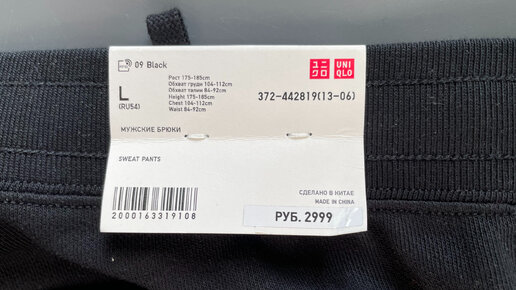 09 Black
L
(RU54)
Рост 175-185cm
Обхват груди 104-112cm
Обхват талии 84-92cm
Height 175-185cm
Chest 104-112cm
Waist 84-92cm
ユニクロ
UNIQLO
372-442819(13-06)
МУЖСКИЕ БРЮКИ
SWEAT PANTS
2000163319108
СДЕЛАНО В КИТАЕ
MADE IN CHINA
РУБ. 2999